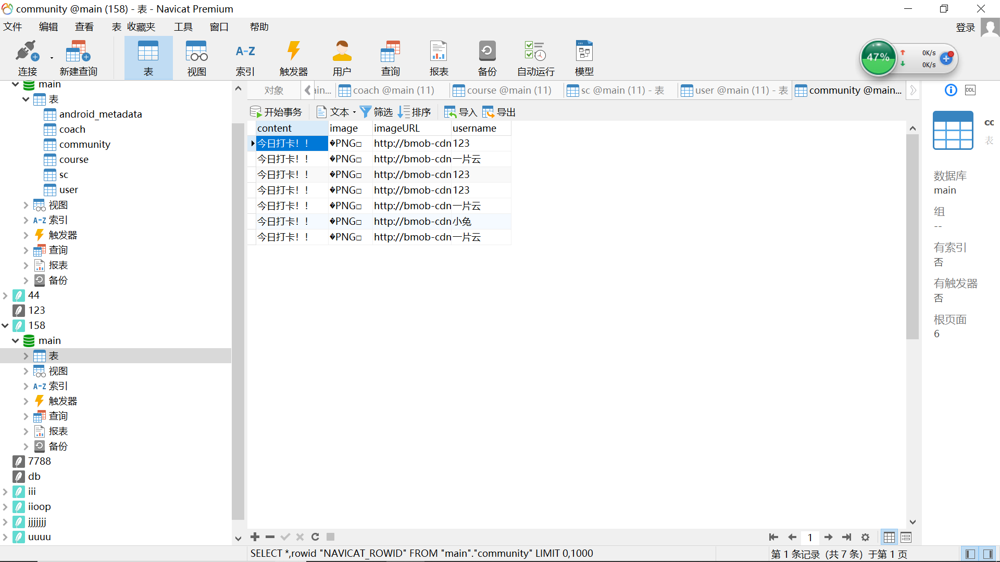 community @main (158) - 表 - Navicat Premium
文件 编辑 查看 表 收藏夹 工具 窗口 帮助 登录
连接 新建查询 表 视图 索引 触发器 用户 查询 报表 备份 自动运行 模型
47% 0K/s
0K/s
main
表
android_metadata
coach
community
course
sc
user
视图
A-Z 索引
触发器
查询
报表
备份
44
123
158
main
表
视图
A-Z 索引
触发器
查询
报表
备份
7788
db
iii
iioop
jjjjjjj
uuuu
对象 ain... coach @main (11) course @main (11) sc @main (11) - 表 user @main (11) - 表 community @main...
开始事务 文本 筛选 排序 导入 导出
content image imageURL username
今日打卡！！ �PNG□ http://bmob-cdn 123
今日打卡！！ �PNG□ http://bmob-cdn 一片云
今日打卡！！ �PNG□ http://bmob-cdn 123
今日打卡！！ �PNG□ http://bmob-cdn 123
今日打卡！！ �PNG□ http://bmob-cdn 一片云
今日打卡！！ �PNG□ http://bmob-cdn 小兔
今日打卡！！ �PNG□ http://bmob-cdn 一片云
DDL
表
数据库
main
组
--
有索引
否
有触发器
否
根页面
6
1
SELECT *,rowid "NAVICAT_ROWID" FROM "main"."community" LIMIT 0,1000
第 1 条记录 (共 7 条) 于第 1 页